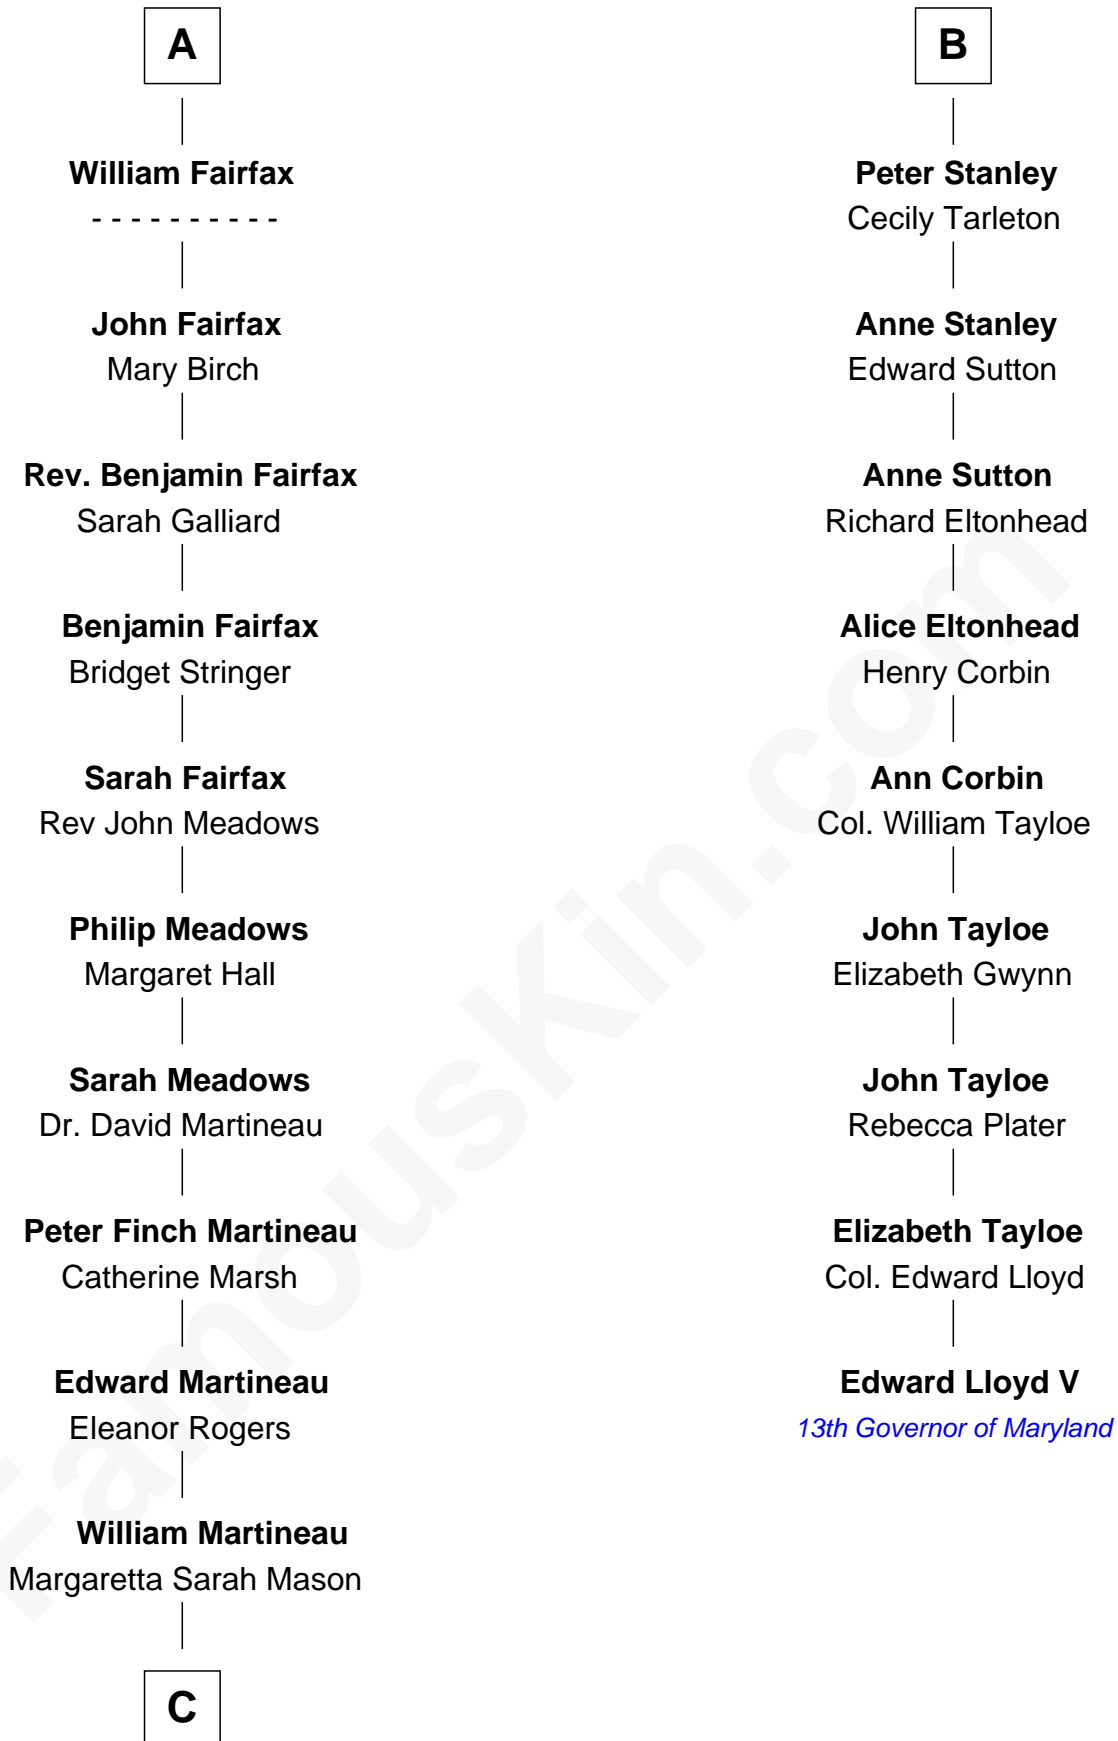 A
William Fairfax
- - - - - - - - - -
John Fairfax
Mary Birch
Rev. Benjamin Fairfax
Sarah Galliard
Benjamin Fairfax
Bridget Stringer
Sarah Fairfax
Rev John Meadows
Philip Meadows
Margaret Hall
Sarah Meadows
Dr. David Martineau
Peter Finch Martineau
Catherine Marsh
Edward Martineau
Eleanor Rogers
William Martineau
Margaretta Sarah Mason
C
B
Peter Stanley
Cecily Tarleton
Anne Stanley
Edward Sutton
Anne Sutton
Richard Eltonhead
Alice Eltonhead
Henry Corbin
Ann Corbin
Col. William Tayloe
John Tayloe
Elizabeth Gwynn
John Tayloe
Rebecca Plater
Elizabeth Tayloe
Col. Edward Lloyd
Edward Lloyd V
13th Governor of Maryland
FamousKin.com